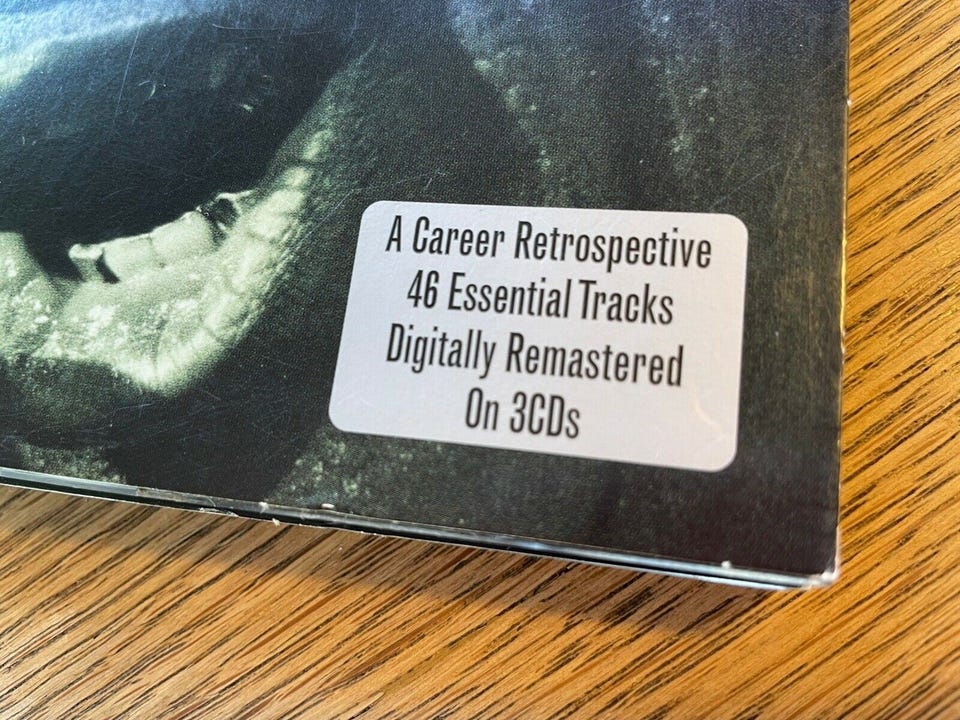 A Career Retrospective
46 Essential Tracks
Digitally Remastered
On 3CDs